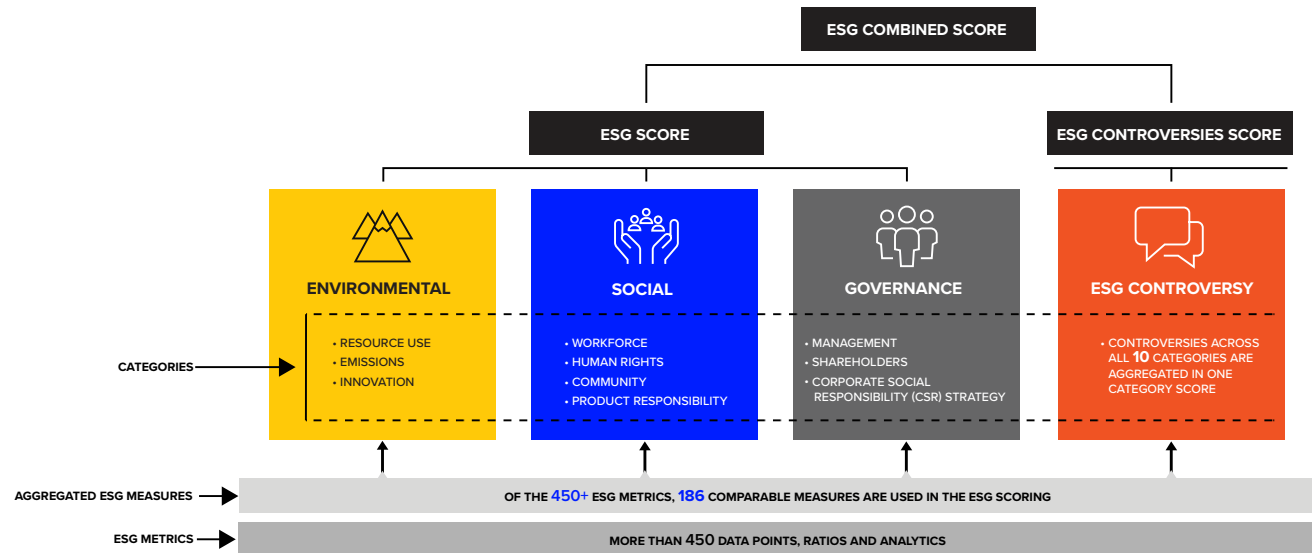 ESG COMBINED SCORE
ESG SCORE
ESG CONTROVERSIES SCORE
ENVIRONMENTAL
SOCIAL
GOVERNANCE
ESG CONTROVERSY
CATEGORIES
• RESOURCE USE
• EMISSIONS
• INNOVATION
• WORKFORCE
• HUMAN RIGHTS
• COMMUNITY
• PRODUCT RESPONSIBILITY
• MANAGEMENT
• SHAREHOLDERS
• CORPORATE SOCIAL
RESPONSIBILITY (CSR) STRATEGY
• CONTROVERSIES ACROSS
ALL 10 CATEGORIES ARE
AGGREGATED IN ONE
CATEGORY SCORE
AGGREGATED ESG MEASURES
OF THE 450+ ESG METRICS, 186 COMPARABLE MEASURES ARE USED IN THE ESG SCORING
ESG METRICS
MORE THAN 450 DATA POINTS, RATIOS AND ANALYTICS